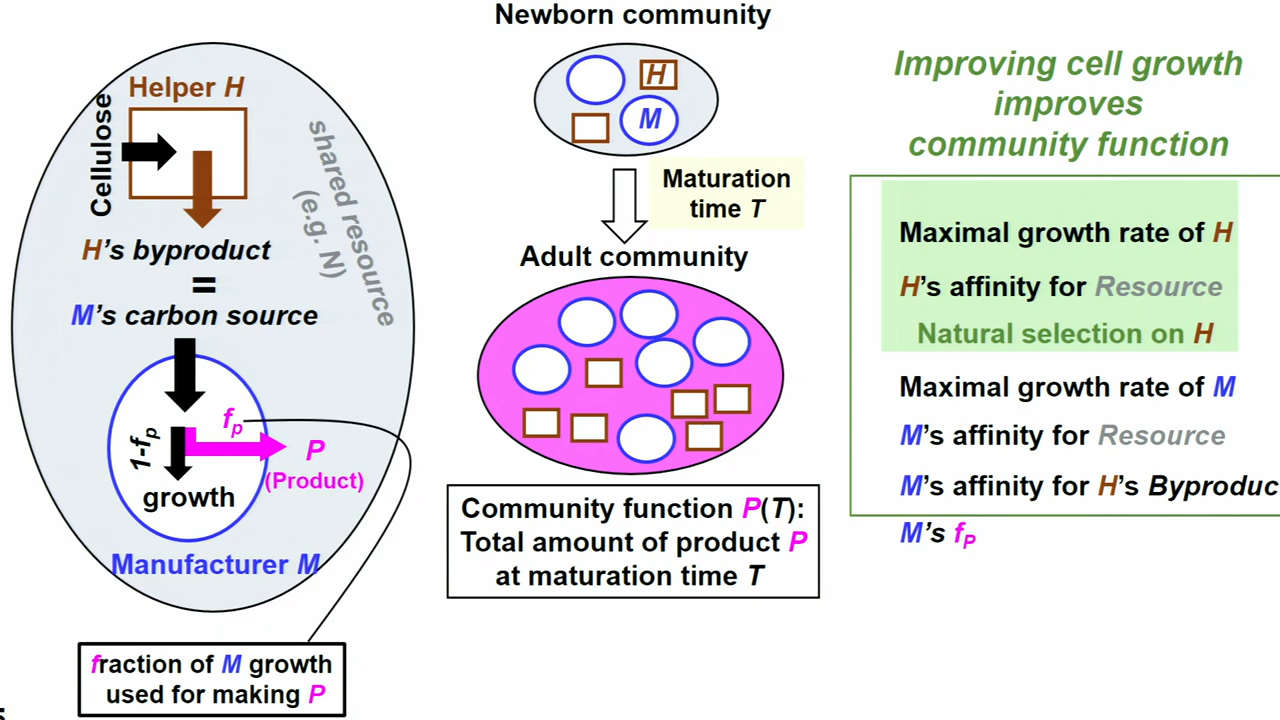 Newborn community
H
M
Maturation
time T
Adult community
Community function P(T):
Total amount of product P
at maturation time T
Helper H
Cellulose
shared resource
(e.g. N)
H's byproduct
=
M's carbon source
fp
1-fp
P
(Product)
growth
Manufacturer M
fraction of M growth
used for making P
Improving cell growth
improves
community function
Maximal growth rate of H
H's affinity for Resource
Natural selection on H
Maximal growth rate of M
M's affinity for Resource
M's affinity for H's Byproduc
M's fP